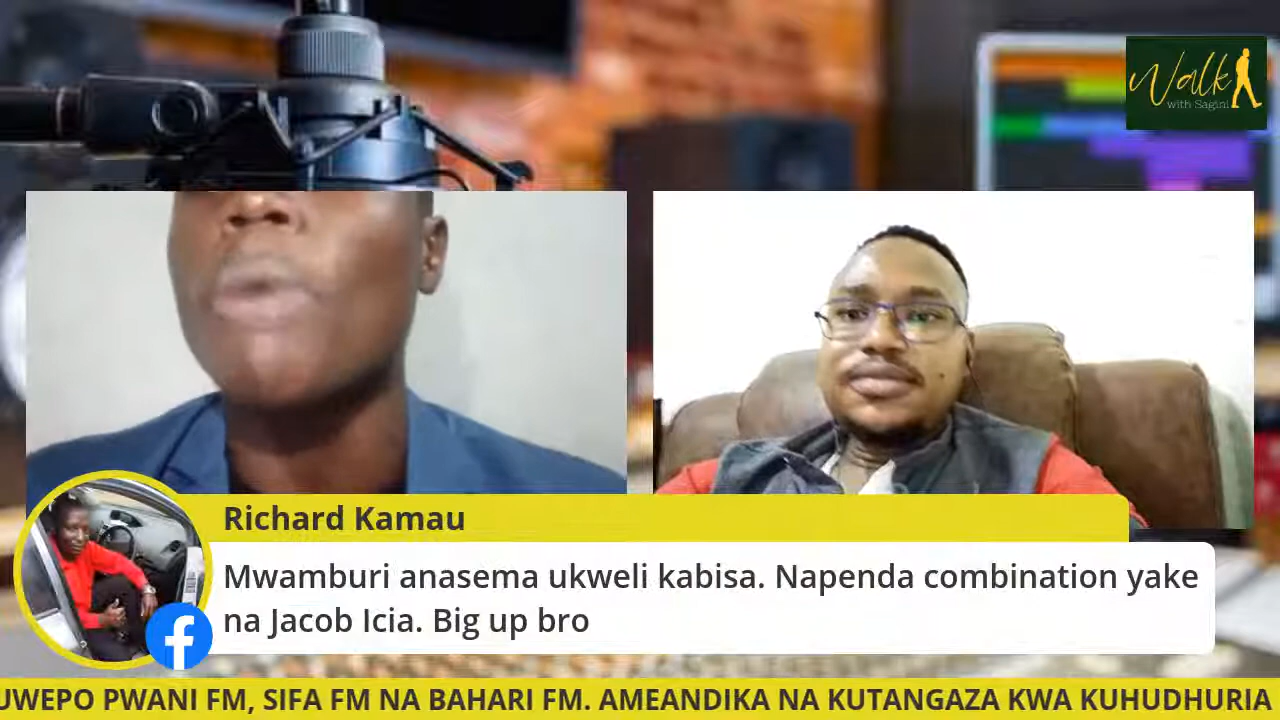 Walk
with Sagini
Richard Kamau
Mwamburi anasema ukweli kabisa. Napenda combination yake
na Jacob Icia. Big up bro
UWEPO PWANI FM, SIFA FM NA BAHARI FM. AMEANDIKA NA KUTANGAZA KWA KUHUDHURIA